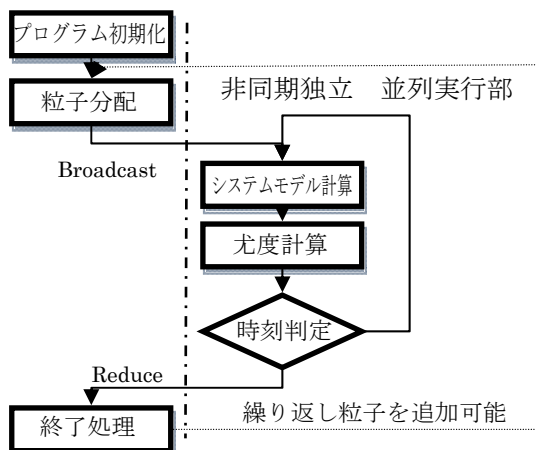 プログラム初期化
粒子分配
非同期独立 並列実行部
Broadcast
システムモデル計算
尤度計算
時刻判定
Reduce
終了処理
繰り返し粒子を追加可能